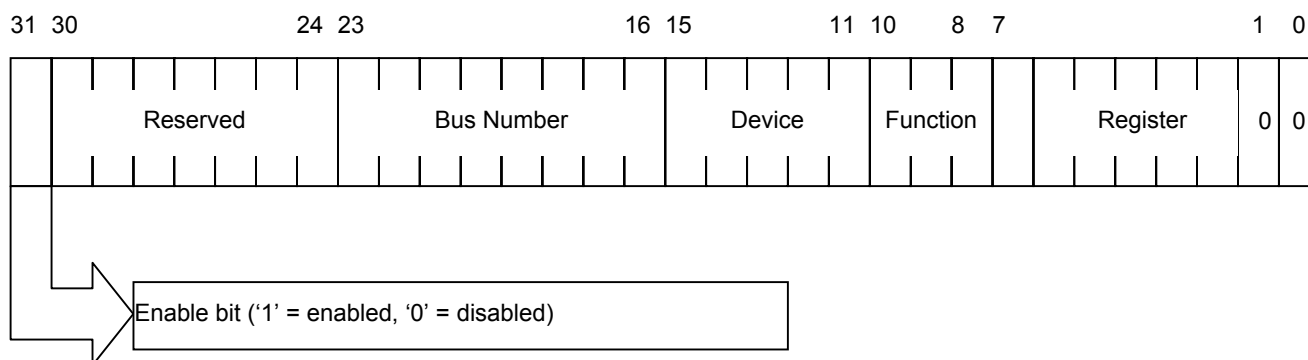 31 30 24 23 16 15 11 10 8 7 1 0
Reserved Bus Number Device Function Register 0 0
Enable bit (‘1’ = enabled, ‘0’ = disabled)